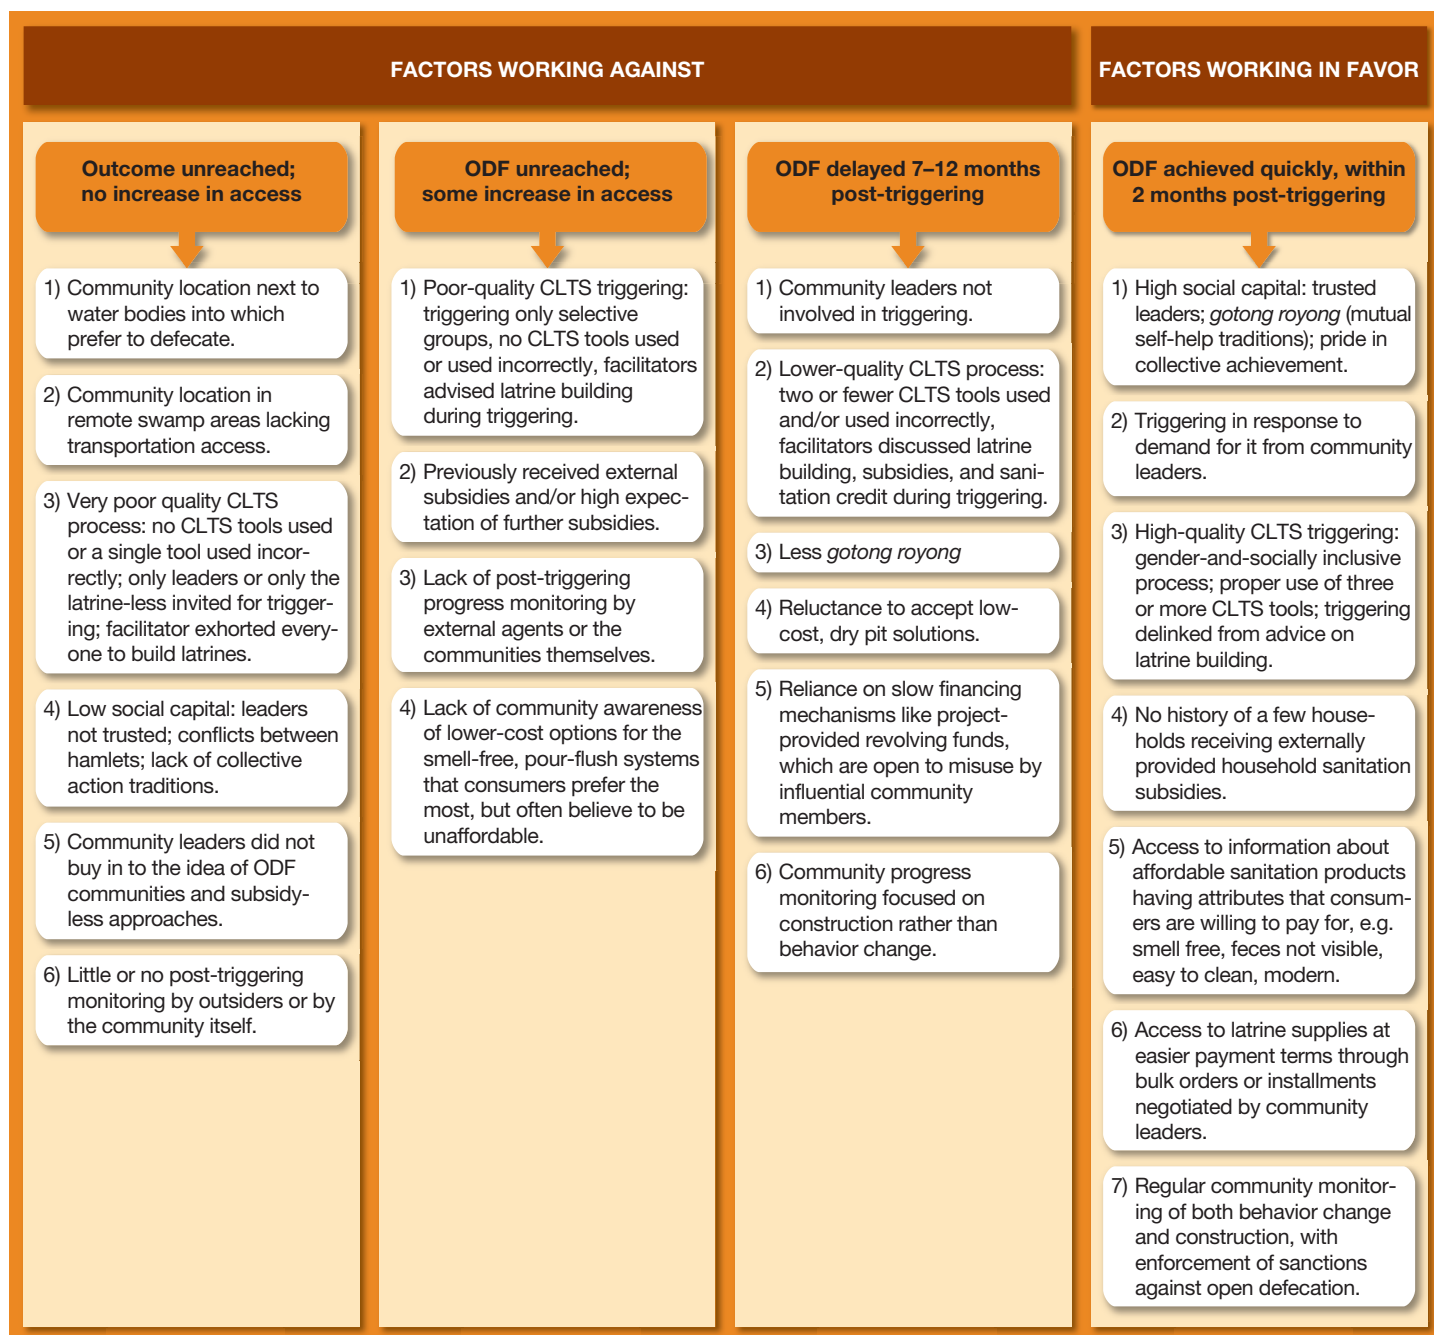 FACTORS WORKING AGAINST
FACTORS WORKING IN FAVOR
Outcome unreached;
no increase in access
1) Community location next to
water bodies into which
prefer to defecate.
2) Community location in
remote swamp areas lacking
transportation access.
3) Very poor quality CLTS
process: no CLTS tools used
or a single tool used incor-
rectly; only leaders or only the
latrine-less invited for trigger-
ing; facilitator exhorted every-
one to build latrines.
4) Low social capital: leaders
not trusted; conflicts between
hamlets; lack of collective
action traditions.
5) Community leaders did not
buy in to the idea of ODF
communities and subsidy-
less approaches.
6) Little or no post-triggering
monitoring by outsiders or by
the community itself.
ODF unreached;
some increase in access
1) Poor-quality CLTS triggering:
triggering only selective
groups, no CLTS tools used
or used incorrectly, facilitators
advised latrine building
during triggering.
2) Previously received external
subsidies and/or high expec-
tation of further subsidies.
3) Lack of post-triggering
progress monitoring by
external agents or the
communities themselves.
4) Lack of community awareness
of lower-cost options for the
smell-free, pour-flush systems
that consumers prefer the
most, but often believe to be
unaffordable.
ODF delayed 7–12 months
post-triggering
1) Community leaders not
involved in triggering.
2) Lower-quality CLTS process:
two or fewer CLTS tools used
and/or used incorrectly,
facilitators discussed latrine
building, subsidies, and sani-
tation credit during triggering.
3) Less gotong royong
4) Reluctance to accept low-
cost, dry pit solutions.
5) Reliance on slow financing
mechanisms like project-
provided revolving funds,
which are open to misuse by
influential community
members.
6) Community progress
monitoring focused on
construction rather than
behavior change.
ODF achieved quickly, within
2 months post-triggering
1) High social capital: trusted
leaders; gotong royong (mutual
self-help traditions); pride in
collective achievement.
2) Triggering in response to
demand for it from community
leaders.
3) High-quality CLTS triggering:
gender-and-socially inclusive
process; proper use of three
or more CLTS tools; triggering
delinked from advice on
latrine building.
4) No history of a few house-
holds receiving externally
provided household sanitation
subsidies.
5) Access to information about
affordable sanitation products
having attributes that consum-
ers are willing to pay for, e.g.
smell free, feces not visible,
easy to clean, modern.
6) Access to latrine supplies at
easier payment terms through
bulk orders or installments
negotiated by community
leaders.
7) Regular community monitor-
ing of both behavior change
and construction, with
enforcement of sanctions
against open defecation.